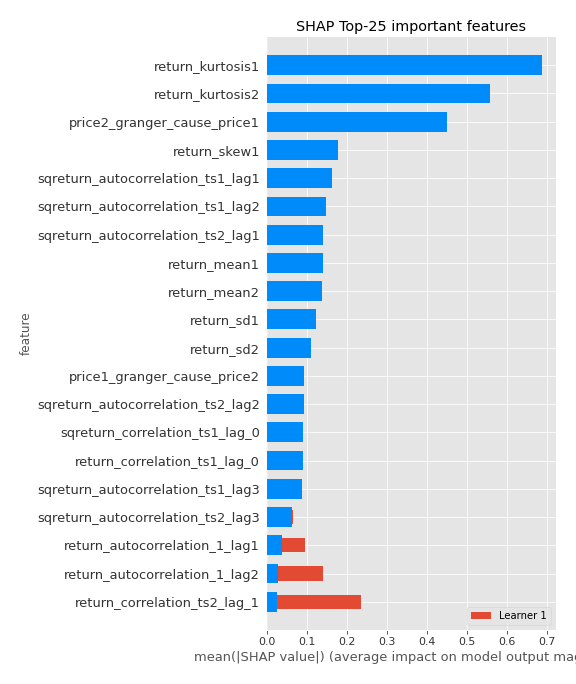 SHAP Top-25 important features
return_kurtosis1
return_kurtosis2
price2_granger_cause_price1
return_skew1
sqreturn_autocorrelation_ts1_lag1
sqreturn_autocorrelation_ts1_lag2
sqreturn_autocorrelation_ts2_lag1
return_mean1
return_mean2
return_sd1
return_sd2
price1_granger_cause_price2
sqreturn_autocorrelation_ts2_lag2
sqreturn_correlation_ts1_lag_0
return_correlation_ts1_lag_0
sqreturn_autocorrelation_ts1_lag3
sqreturn_autocorrelation_ts2_lag3
return_autocorrelation_1_lag1
return_autocorrelation_1_lag2
return_correlation_ts2_lag_1
feature
Learner 1
0.0 0.1 0.2 0.3 0.4 0.5 0.6 0.7
mean(|SHAP value|) (average impact on model output mag